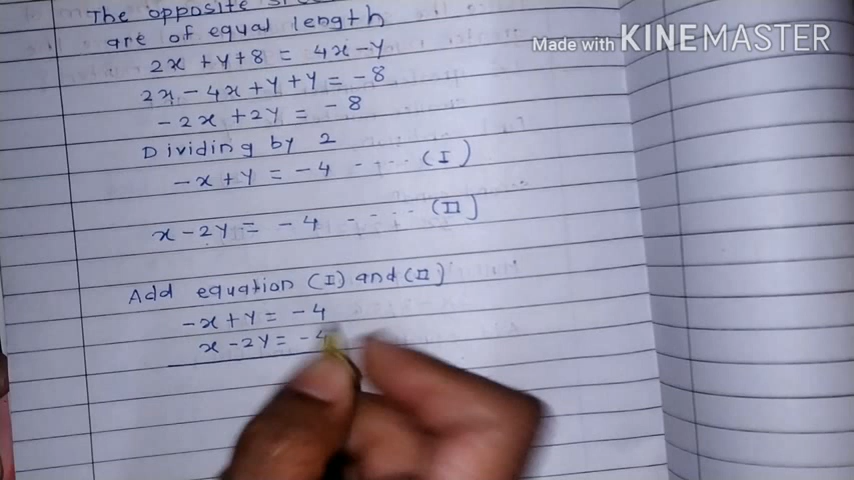 The opposite
are of equal length
Made with KINEMASTER
2x + y + 8 = 4x - y
2x - 4x + y + y = - 8
- 2x + 2y = - 8
Dividing by 2
- x + y = - 4 - - - - (I)
x - 2y = - 4 - - - - (II)
Add equation (I) and (II)
- x + y = - 4
x - 2y = - 4